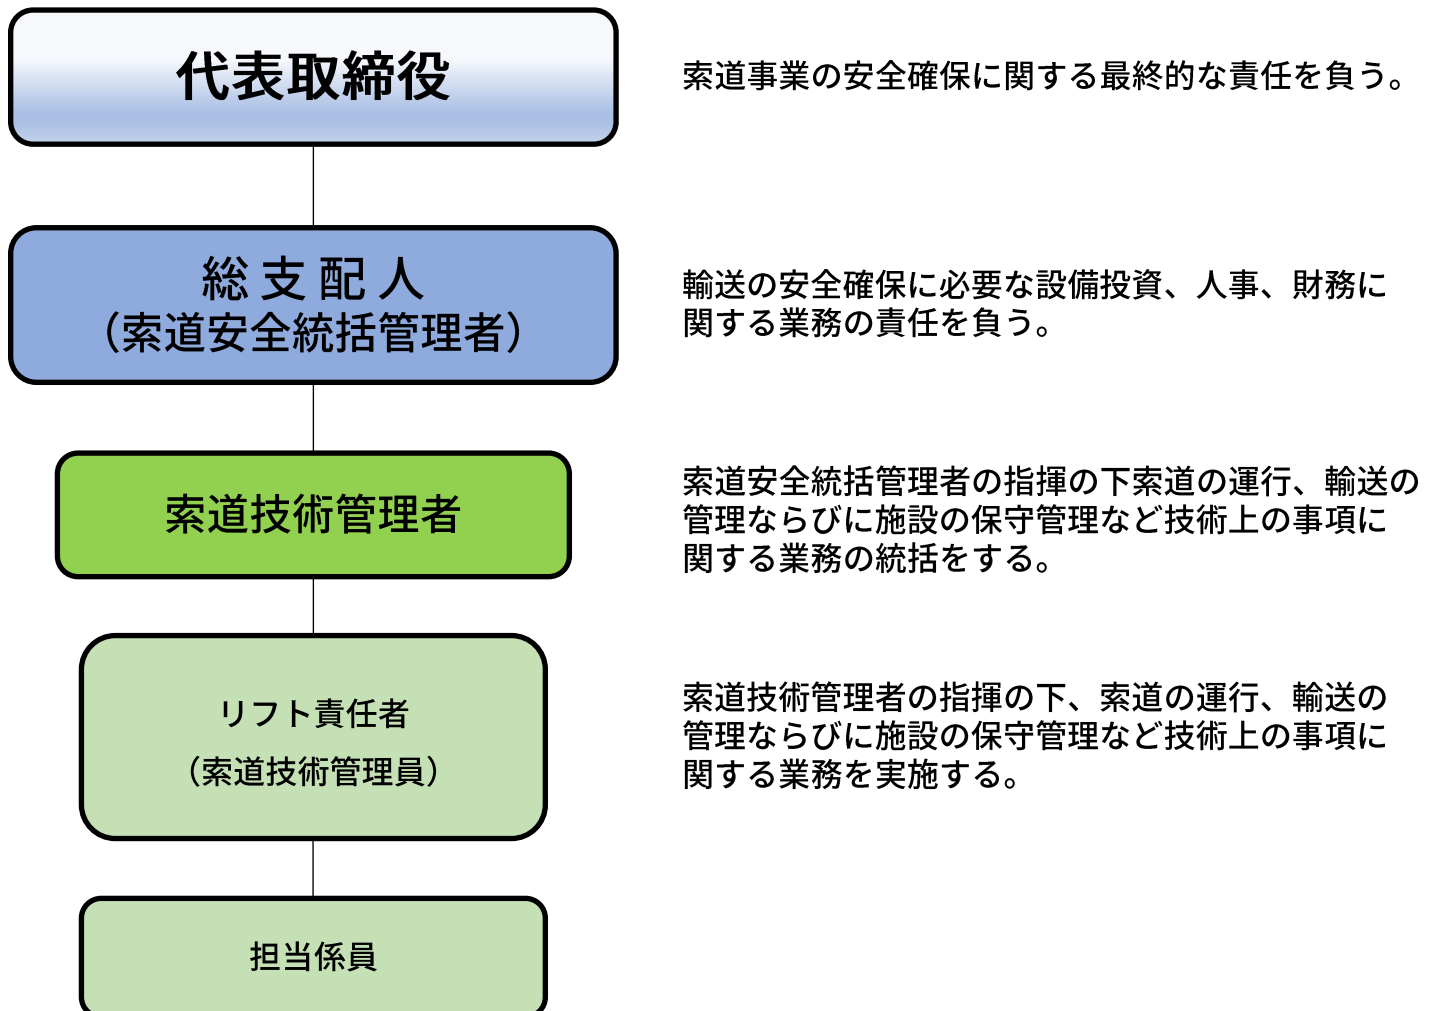 代表取締役
索道事業の安全確保に関する最終的な責任を負う。
総 支 配 人
（索道安全統括管理者）
輸送の安全確保に必要な設備投資、人事、財務に
関する業務の責任を負う。
索道技術管理者
索道安全統括管理者の指揮の下索道の運行、輸送の
管理ならびに施設の保守管理など技術上の事項に
関する業務の統括をする。
リフト責任者
（索道技術管理員）
索道技術管理者の指揮の下、索道の運行、輸送の
管理ならびに施設の保守管理など技術上の事項に
関する業務を実施する。
担当係員